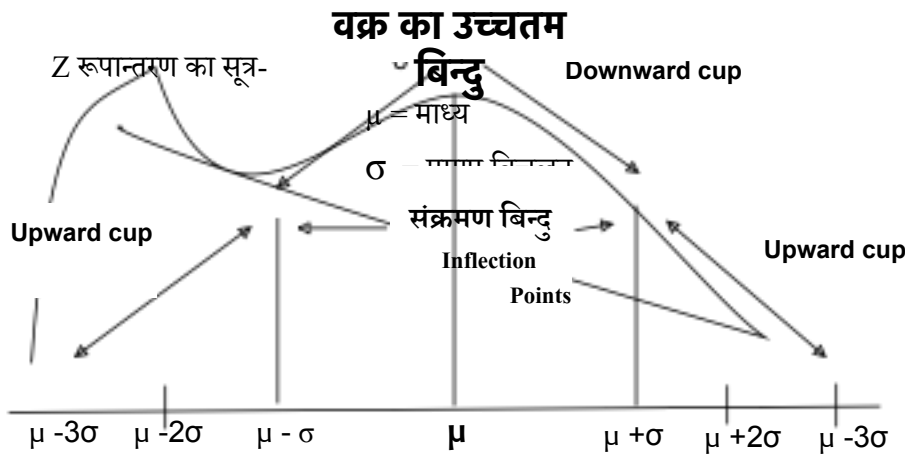 वक्र का उच्चतम
बिन्दु
Z रूपान्तरण का सूत्र-
Downward cup
μ = माध्य
σ
संक्रमण बिन्दु
Upward cup
Inflection
Upward cup
Points
μ -3σ μ -2σ μ - σ μ μ +σ μ +2σ μ -3σ